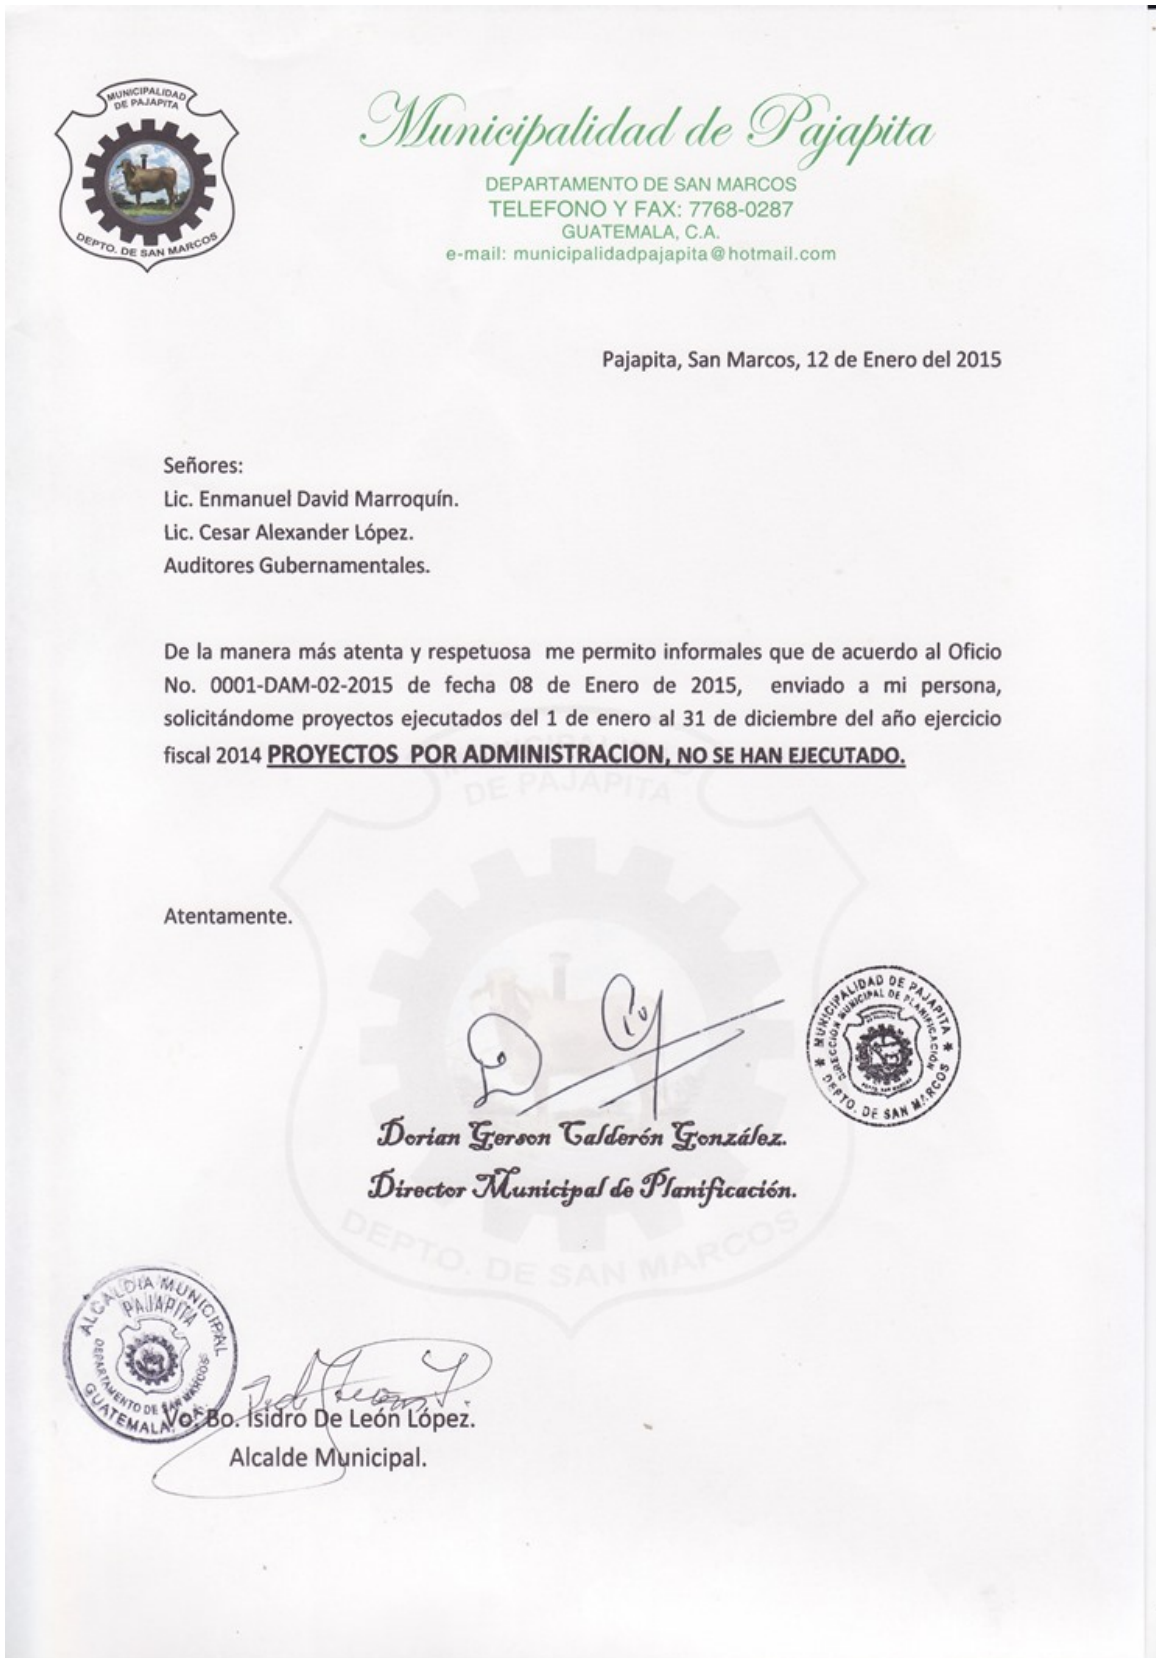 MUNICIPALIDAD
DE PAJAPITA
DEPTO. DE SAN MARCOS
Municipalidad de Pajapita
DEPARTAMENTO DE SAN MARCOS
TELEFONO Y FAX: 7768-0287
GUATEMALA, C.A.
e-mail: municipalidadpajapita@hotmail.com
Pajapita, San Marcos, 12 de Enero del 2015
Señores:
Lic. Enmanuel David Marroquín.
Lic. Cesar Alexander López.
Auditores Gubernamentales.
De la manera más atenta y respetuosa me permito informales que de acuerdo al Oficio
No. 0001-DAM-02-2015 de fecha 08 de Enero de 2015, enviado a mi persona,
solicitándome proyectos ejecutados del 1 de enero al 31 de diciembre del año ejercicio
fiscal 2014 PROYECTOS POR ADMINISTRACION, NO SE HAN EJECUTADO.
DE PAJAPITA
Atentamente.
MUNICIPALIDAD DE PAJAPITA
DIRECCIÓN MUNICIPAL DE PLANIFICACIÓN
DEPTO. DE SAN MARCOS
Dorian Gerson Calderón González.
Director Municipal de Planificación.
DEPTO. DE SAN MARCOS
ALCALDIA MUNICIPAL
PAJAPITA
DEPARTAMENTO DE SAN MARCOS
GUATEMALA, C.A.
Vo. Bo. Isidro De León López.
Alcalde Municipal.